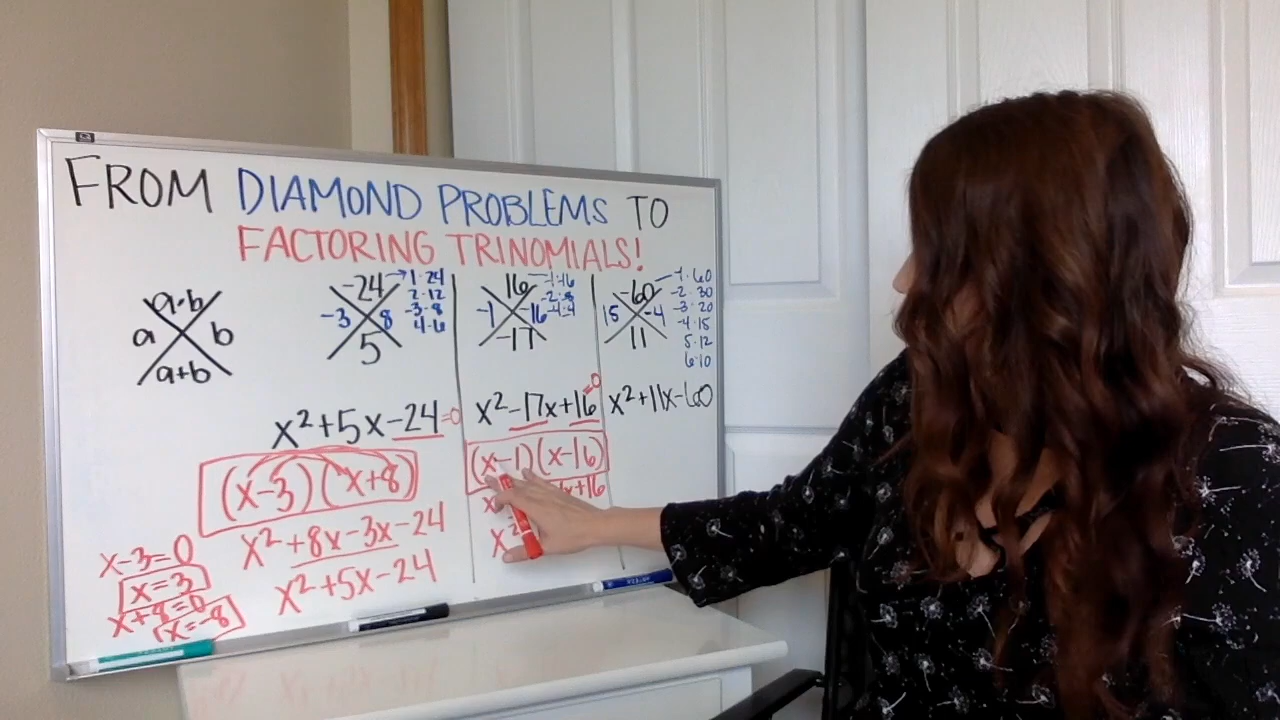 FROM DIAMOND PROBLEMS TO
FACTORING TRINOMIALS!
a·b
a b
a+b
-24 → 1·24
2·12
-3 8 -3·8
4·6
5
x²+5x-24=0
(x-3)(x+8)
x²+8x-3x-24
x²+5x-24
x-3=0
x=3
x+8=0
x=-8
16 -1·16
-2·8
-1 -16 -4·4
-17
x²-17x+16=0
(x-1)(x-16)
x+16
x²
-60 -1·60
-2·30
15 -4 -3·20
-4·15
11 5·12
6·10
x²+11x-60